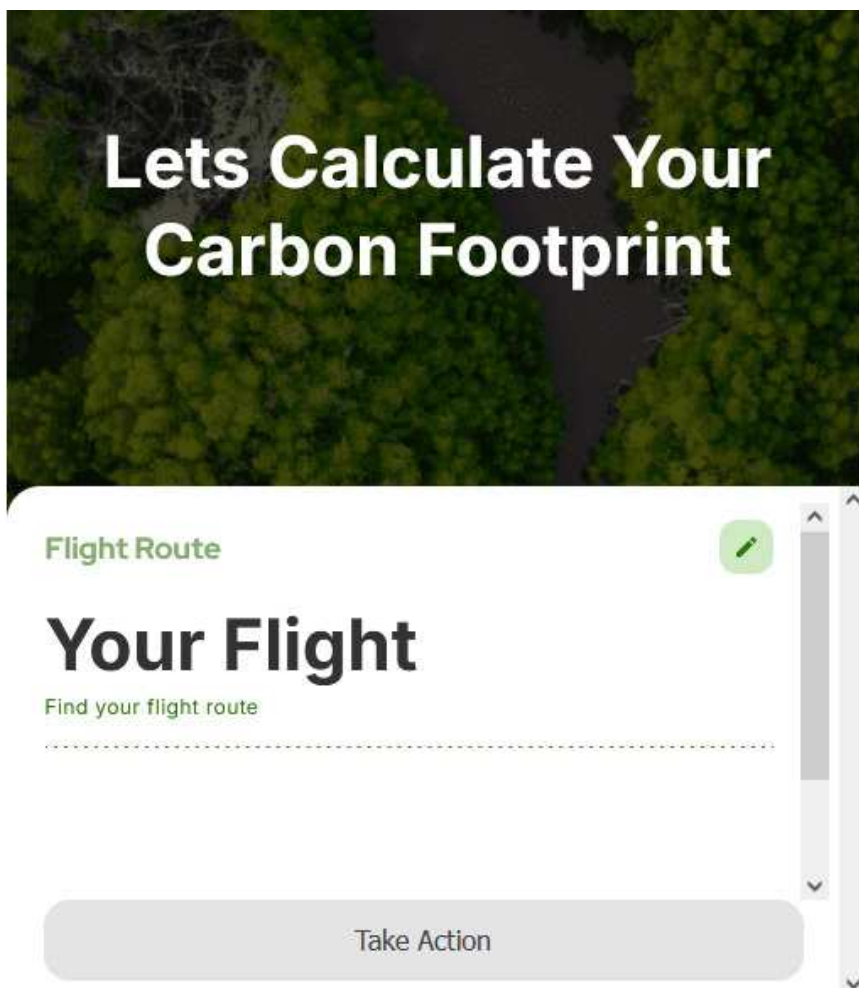 Lets Calculate Your
Carbon Footprint
Flight Route
Your Flight
Find your flight route
Take Action